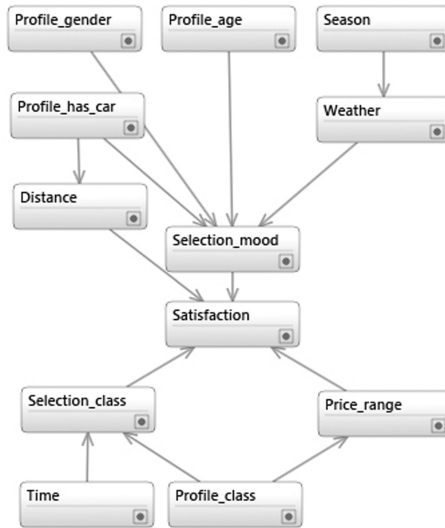 Profile_gender
Profile_age
Season
Profile_has_car
Weather
Distance
Selection_mood
Satisfaction
Selection_class
Price_range
Time
Profile_class